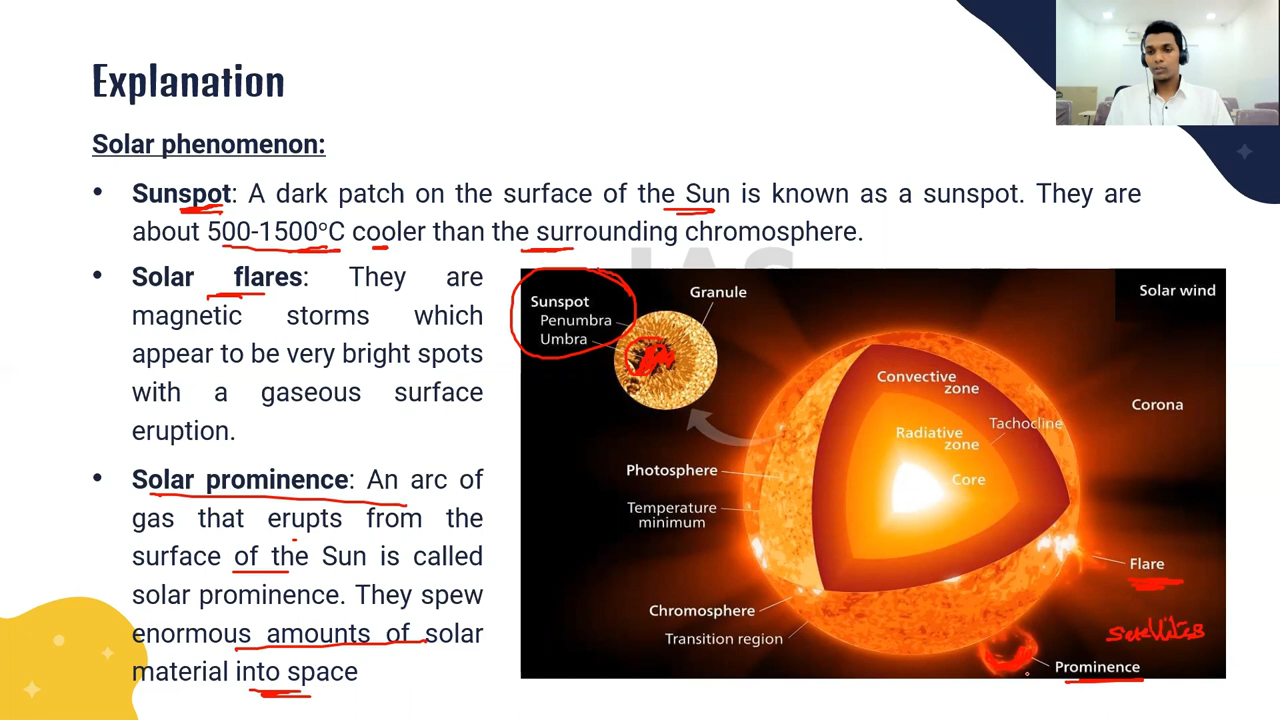 Explanation
Solar phenomenon:
• Sunspot: A dark patch on the surface of the Sun is known as a sunspot. They are
about 500-1500°C cooler than the surrounding chromosphere.
• Solar flares: They are
magnetic storms which
appear to be very bright spots
with a gaseous surface
eruption.
• Solar prominence: An arc of
gas that erupts from the
surface of the Sun is called
solar prominence. They spew
enormous amounts of solar
material into space
IAS
Sunspot
Penumbra
Umbra
Granule
Solar wind
Convective
zone
Corona
Tachocline
Radiative
zone
Photosphere
Core
Temperature
minimum
Flare
Chromosphere
Setellites
Transition region
Prominence